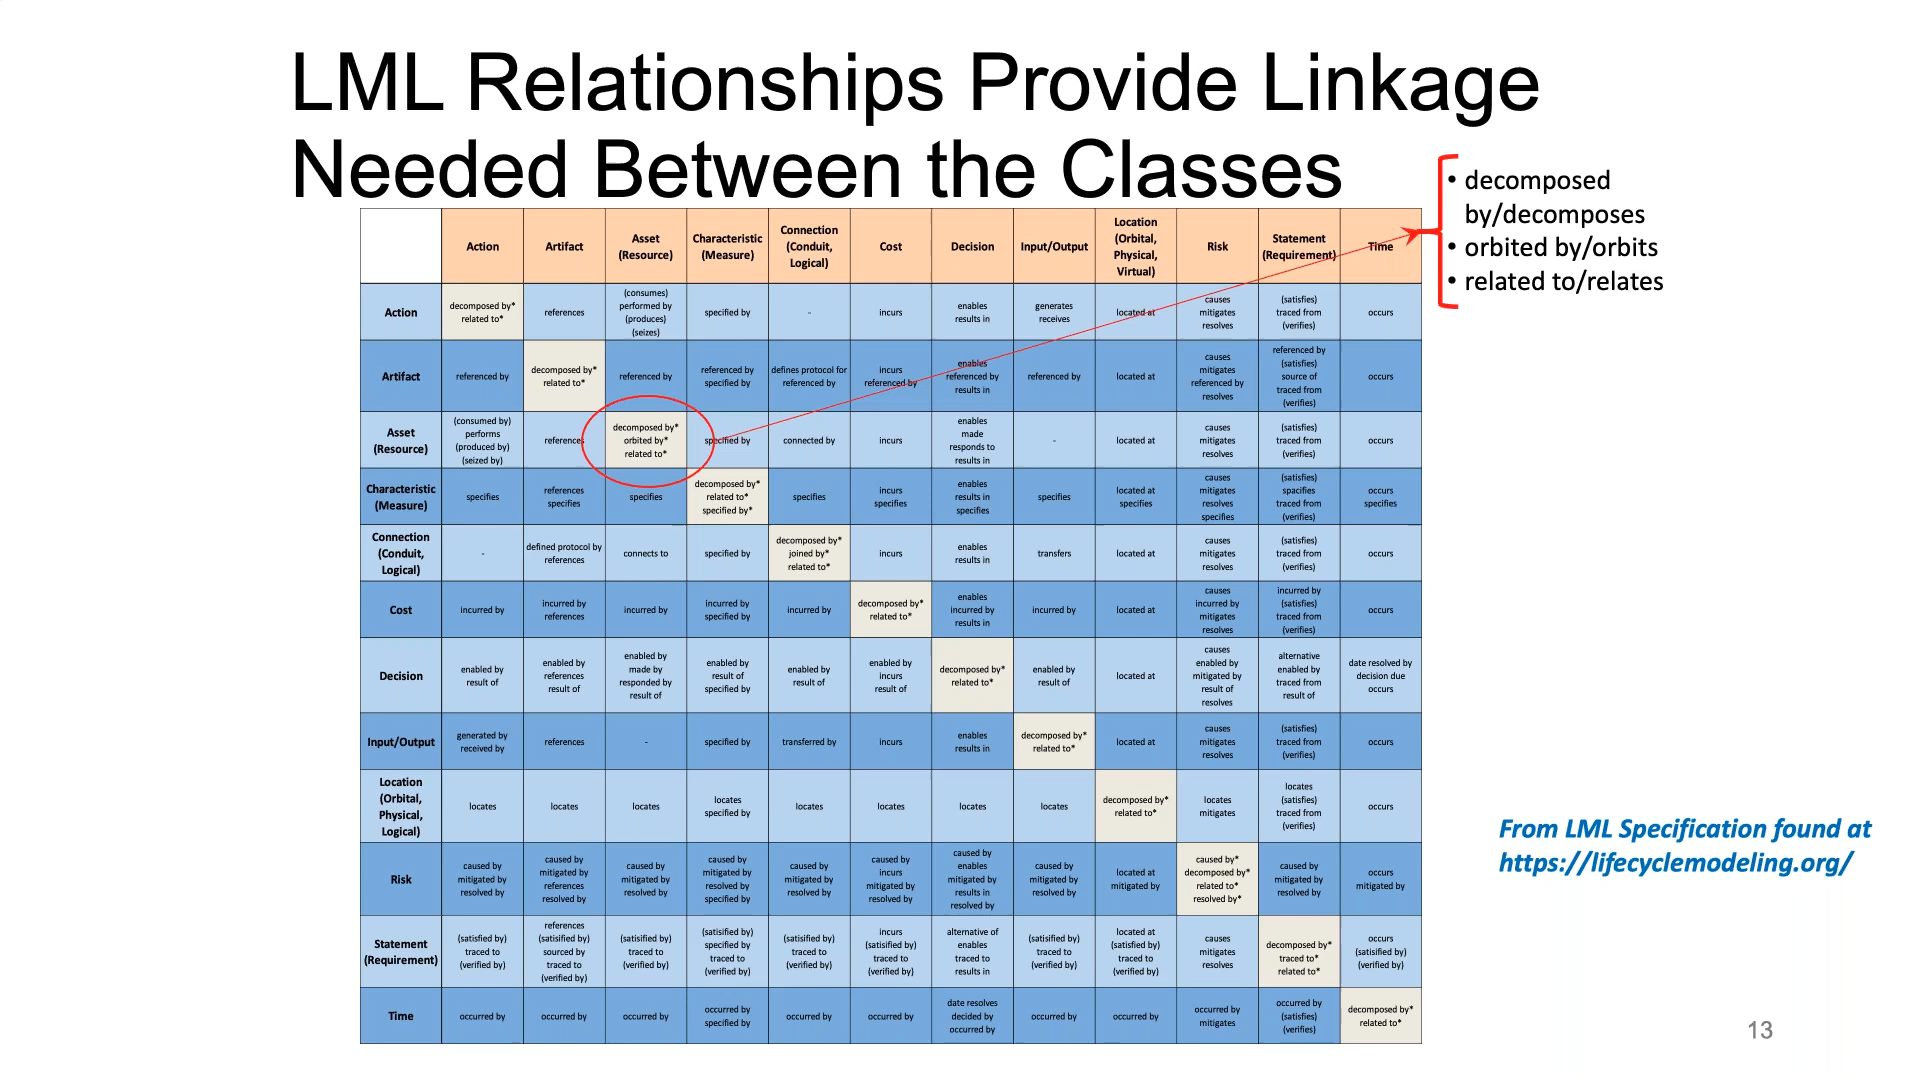 LML Relationships Provide Linkage
Needed Between the Classes
• decomposed
by/decomposes
• orbited by/orbits
• related to/relates
Action
Artifact
Asset
(Resource)
Characteristic
(Measure)
Connection
(Conduit,
Logical)
Cost
Decision
Input/Output
Location
(Orbital,
Physical,
Virtual)
Risk
Statement
(Requirement)
Time
Action
decomposed by*
related to*
references
(consumes)
performed by
(produces)
(seizes)
specified by
-
incurs
enables
results in
generates
receives
located at
causes
mitigates
resolves
(satisfies)
traced from
(verifies)
occurs
Artifact
referenced by
decomposed by*
related to*
referenced by
referenced by
specified by
defines protocol for
referenced by
incurs
referenced by
enables
referenced by
results in
referenced by
located at
causes
mitigates
referenced by
resolves
referenced by
(satisfies)
source of
traced from
(verifies)
occurs
Asset
(Resource)
(consumed by)
performs
(produced by)
(seized by)
references
decomposed by*
orbited by*
related to*
specified by
connected by
incurs
enables
made
responds to
results in
-
located at
causes
mitigates
resolves
(satisfies)
traced from
(verifies)
occurs
Characteristic
(Measure)
specifies
references
specifies
specifies
decomposed by*
related to*
specified by*
specifies
incurs
specifies
enables
results in
specifies
specifies
located at
specifies
causes
mitigates
resolves
specifies
(satisfies)
spacifies
traced from
(verifies)
occurs
specifies
Connection
(Conduit,
Logical)
-
defined protocol by
references
connects to
specified by
decomposed by*
joined by*
related to*
incurs
enables
results in
transfers
located at
causes
mitigates
resolves
(satisfies)
traced from
(verifies)
occurs
Cost
incurred by
incurred by
references
incurred by
incurred by
specified by
incurred by
decomposed by*
related to*
enables
incurred by
results in
incurred by
located at
causes
incurred by
mitigates
resolves
incurred by
(satisfies)
traced from
(verifies)
occurs
Decision
enabled by
result of
enabled by
references
result of
enabled by
made by
responded by
result of
enabled by
result of
specified by
enabled by
result of
enabled by
incurs
result of
decomposed by*
related to*
enabled by
result of
located at
causes
enabled by
mitigated by
result of
resolves
alternative
enabled by
traced from
result of
date resolved by
decision due
occurs
Input/Output
generated by
received by
references
-
specified by
transferred by
incurs
enables
results in
decomposed by*
related to*
located at
causes
mitigates
resolves
(satisfies)
traced from
(verifies)
occurs
Location
(Orbital,
Physical,
Logical)
locates
locates
locates
locates
specified by
locates
locates
locates
locates
decomposed by*
related to*
locates
mitigates
locates
(satisfies)
traced from
(verifies)
occurs
Risk
caused by
mitigated by
resolved by
caused by
mitigated by
references
resolved by
caused by
mitigated by
resolved by
caused by
mitigated by
resolved by
specified by
caused by
mitigated by
resolved by
caused by
incurs
mitigated by
resolved by
caused by
enables
mitigated by
results in
resolved by
caused by
mitigated by
resolved by
located at
mitigated by
caused by*
decomposed by*
related to*
resolved by*
caused by
mitigated by
resolved by
occurs
mitigated by
Statement
(Requirement)
(satisfied by)
traced to
(verified by)
references
(satisfied by)
sourced by
traced to
(verified by)
(satisfied by)
traced to
(verified by)
(satisfied by)
specified by
traced to
(verified by)
(satisfied by)
traced to
(verified by)
incurs
(satisfied by)
traced to
(verified by)
alternative of
enables
traced to
results in
(satisfied by)
traced to
(verified by)
located at
(satisfied by)
traced to
(verified by)
causes
mitigates
resolves
decomposed by*
traced to*
related to*
occurs
(satisfied by)
(verified by)
Time
occurred by
occurred by
occurred by
occurred by
specified by
occurred by
occurred by
date resolves
decided by
occurred by
occurred by
occurred by
occurred by
mitigates
occurred by
(satisfies)
(verifies)
decomposed by*
related to*
From LML Specification found at
https://lifecyclemodeling.org/
13